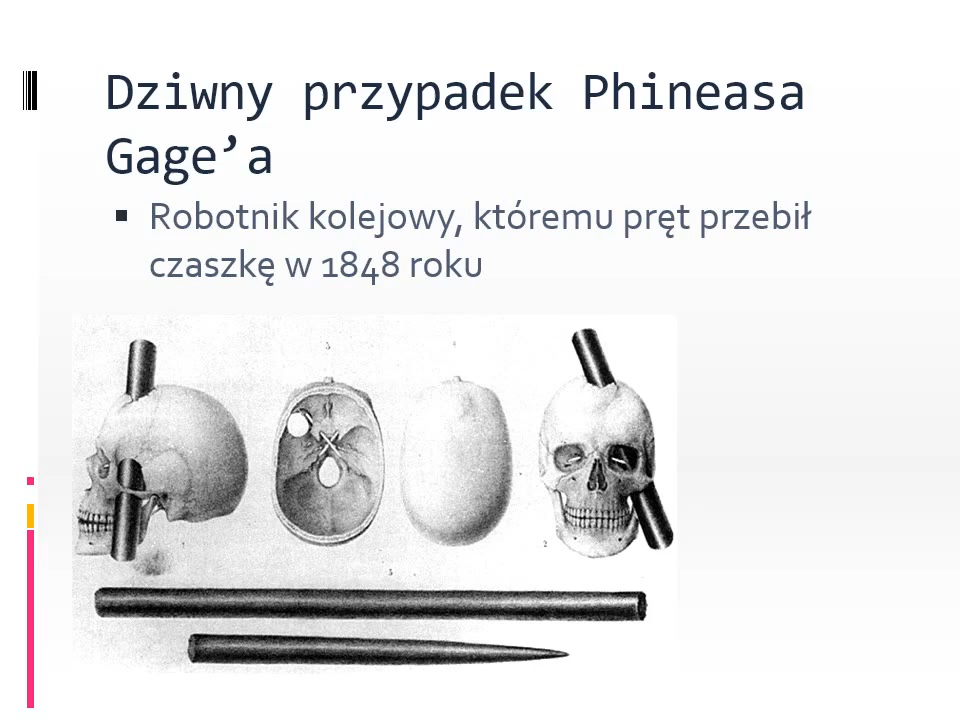 Dziwny przypadek Phineasa
Gage’a
▪ Robotnik kolejowy, któremu pręt przebił
czaszkę w 1848 roku